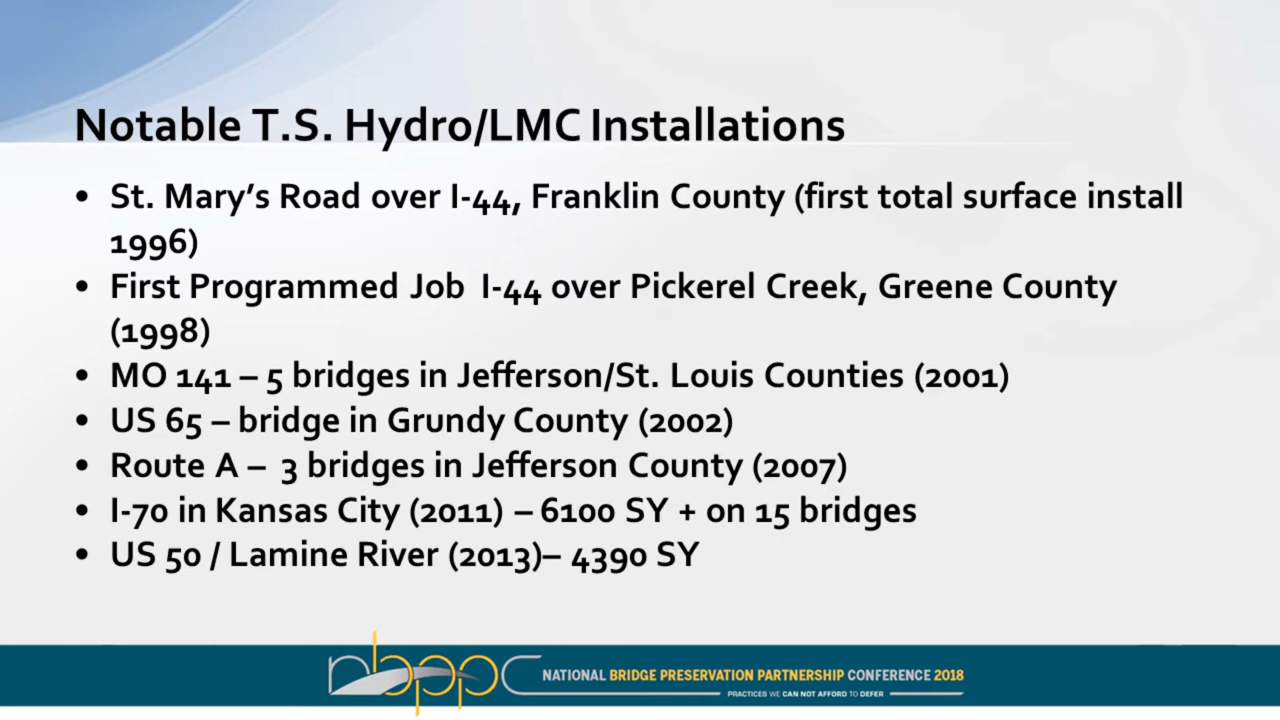 Notable T.S. Hydro/LMC Installations
• St. Mary’s Road over I-44, Franklin County (first total surface install
1996)
• First Programmed Job I-44 over Pickerel Creek, Greene County
(1998)
• MO 141 – 5 bridges in Jefferson/St. Louis Counties (2001)
• US 65 – bridge in Grundy County (2002)
• Route A – 3 bridges in Jefferson County (2007)
• I-70 in Kansas City (2011) – 6100 SY + on 15 bridges
• US 50 / Lamine River (2013)– 4390 SY
nbppc NATIONAL BRIDGE PRESERVATION PARTNERSHIP CONFERENCE 2018
PRACTICES WE CAN NOT AFFORD TO DEFER